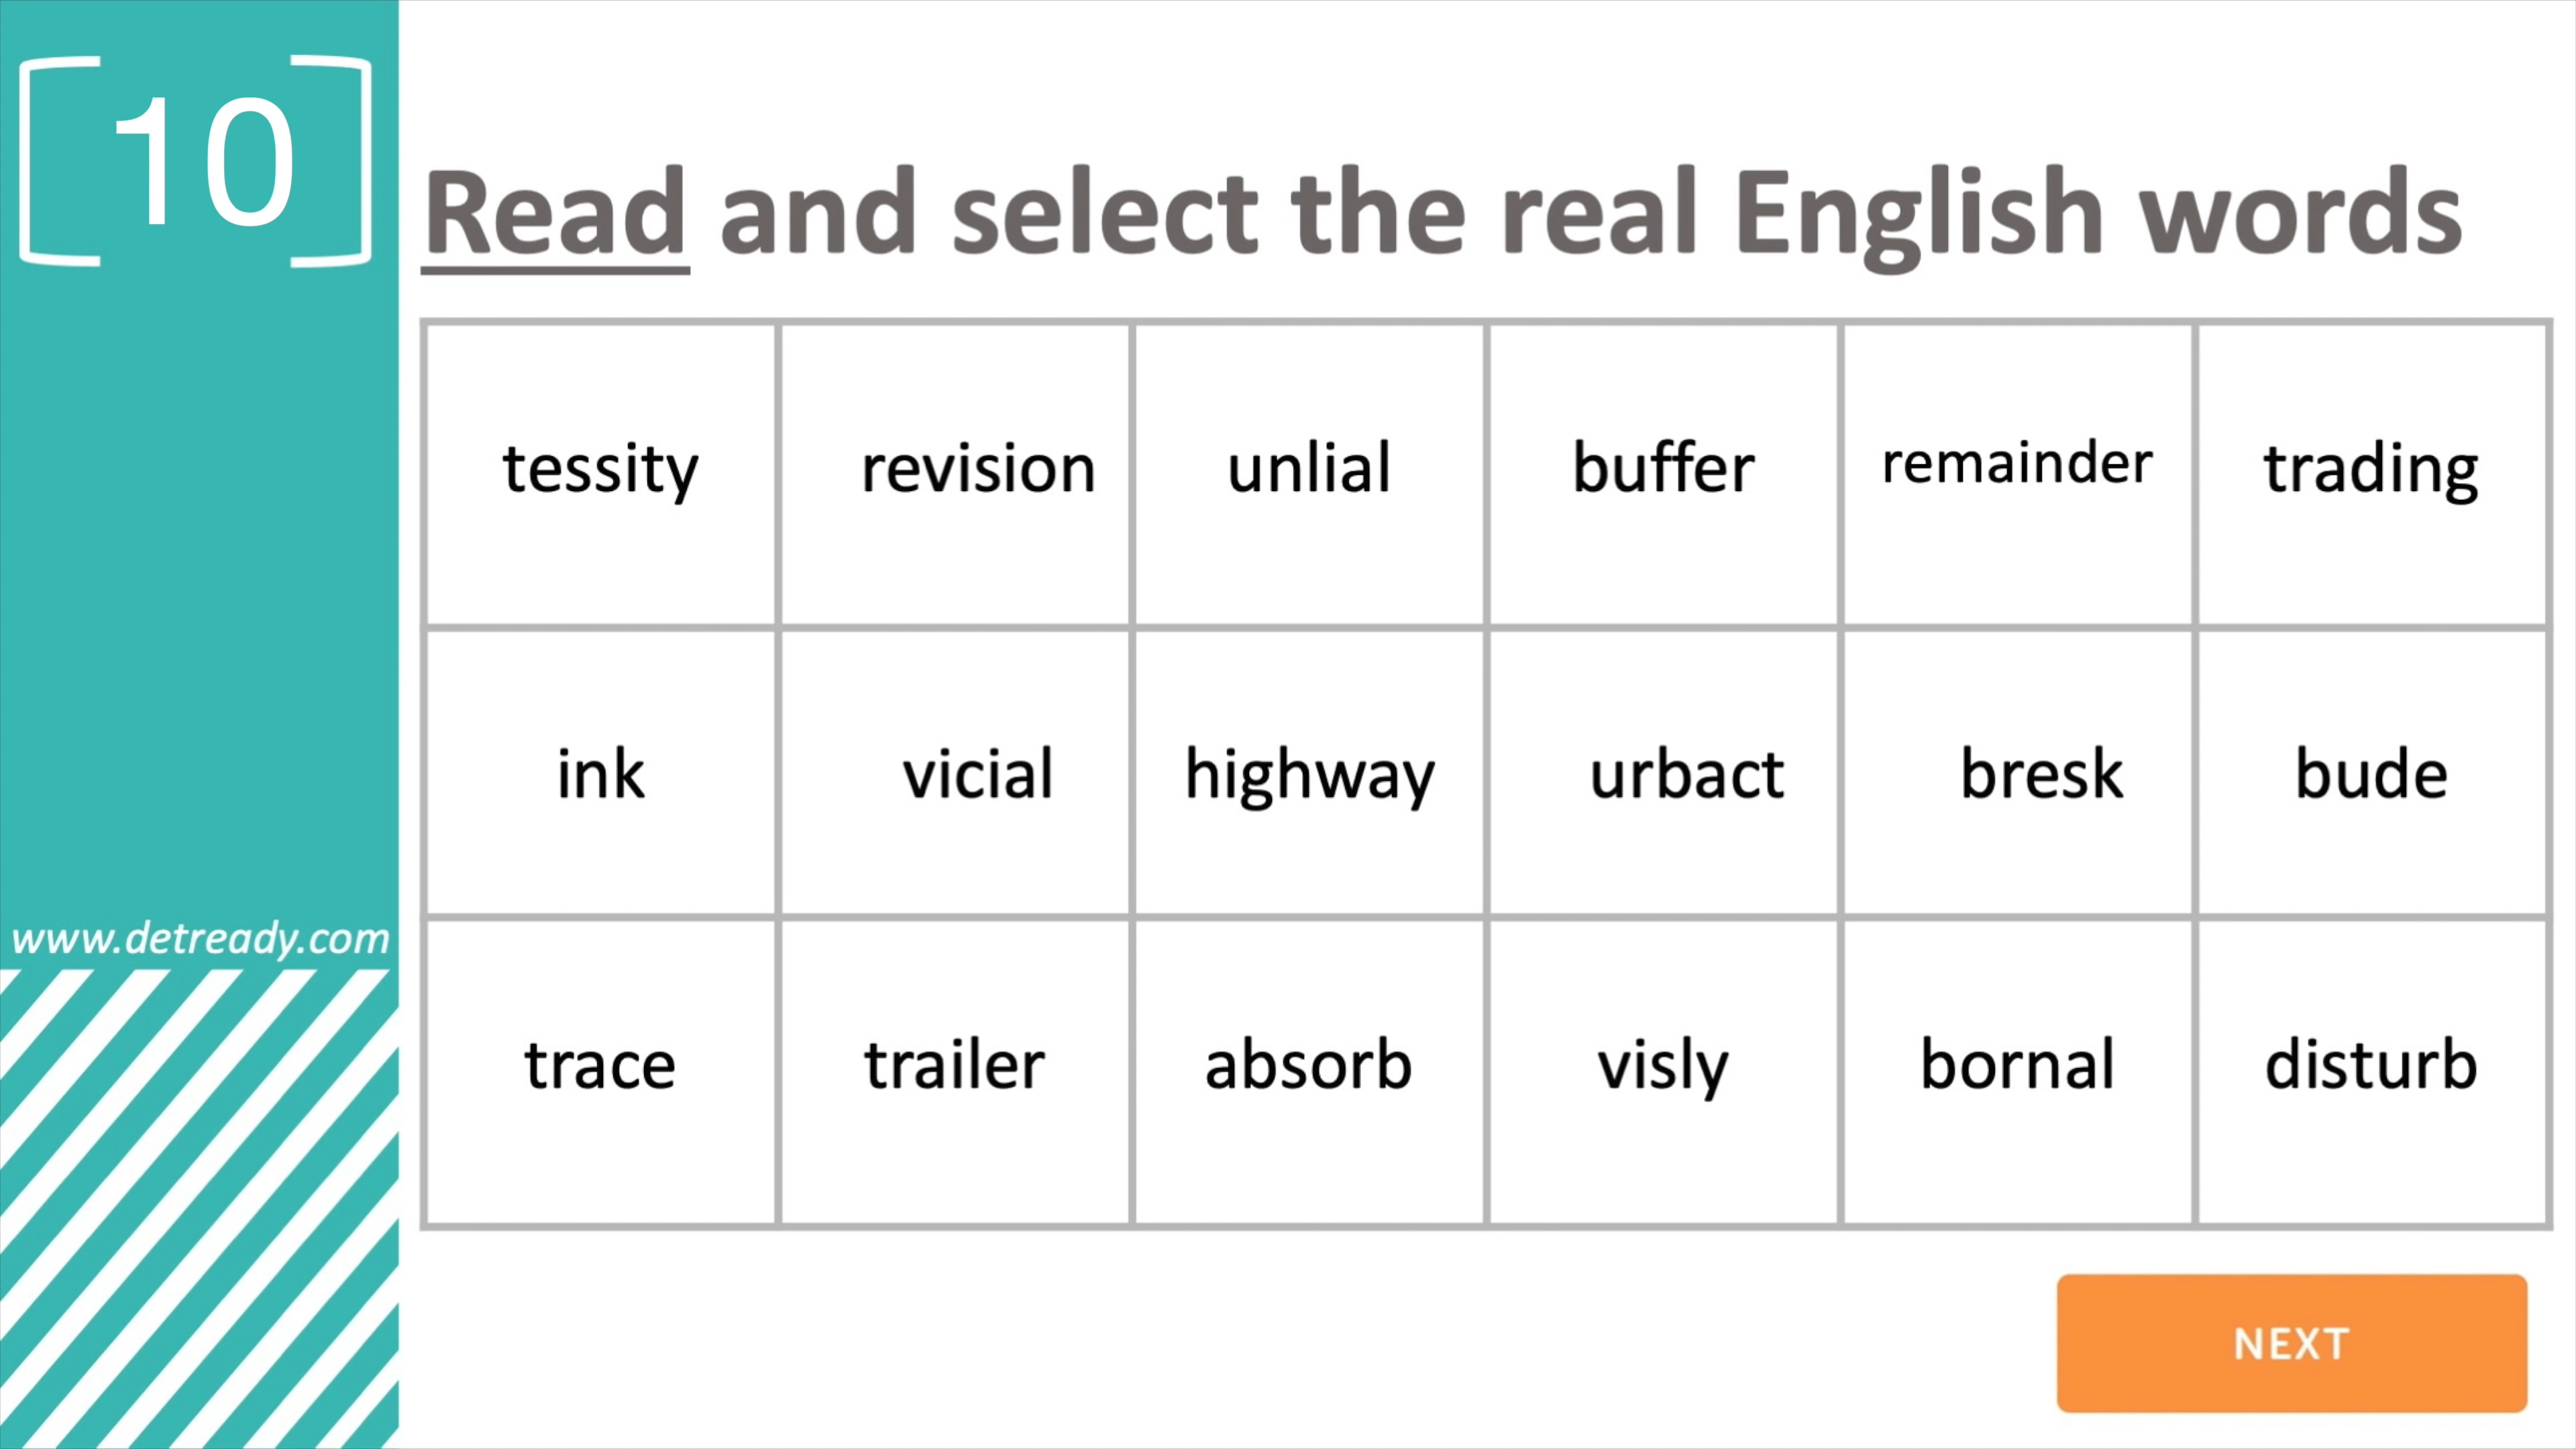 10
Read and select the real English words
tessity revision unlial buffer remainder trading
ink vicial highway urbact bresk bude
www.detready.com
trace trailer absorb visly bornal disturb
NEXT